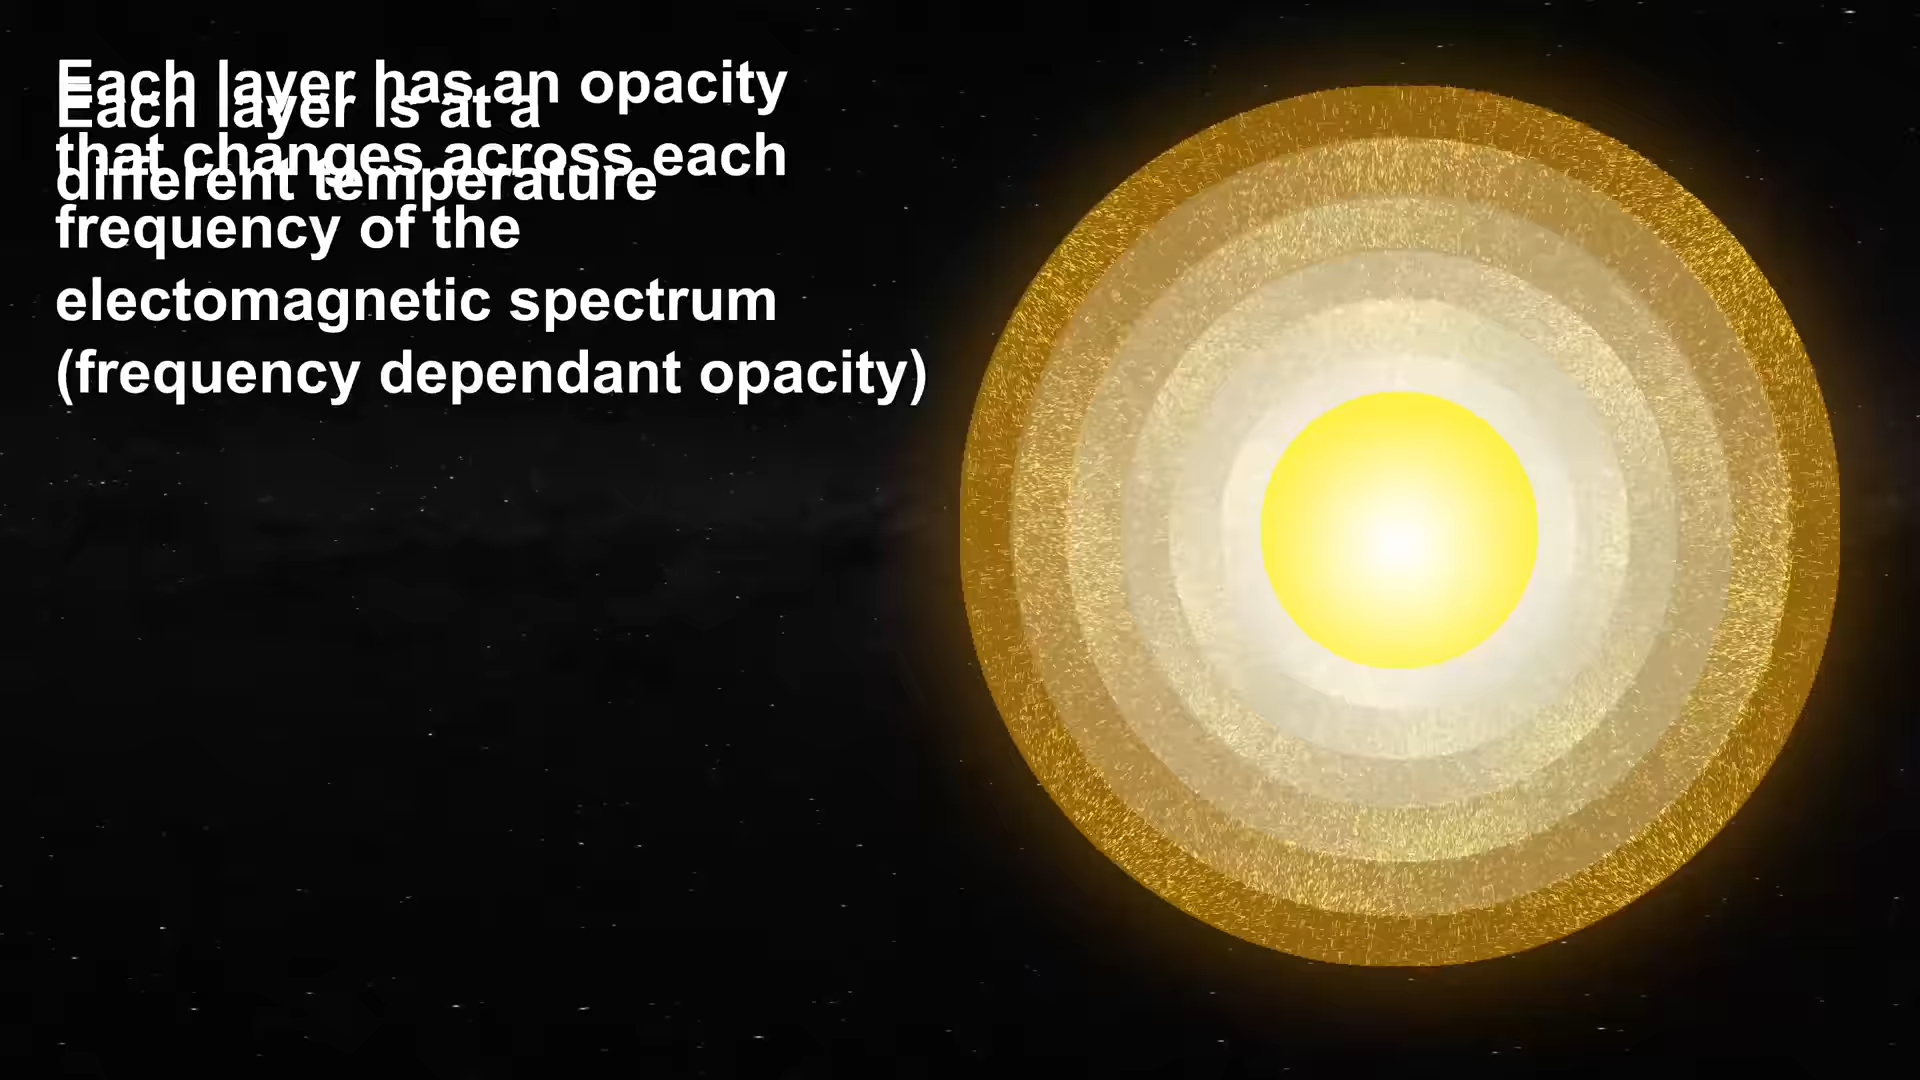 Each layer has an opacity
that changes across each
frequency of the
electomagnetic spectrum
(frequency dependant opacity)
Each layer is at a
different temperature